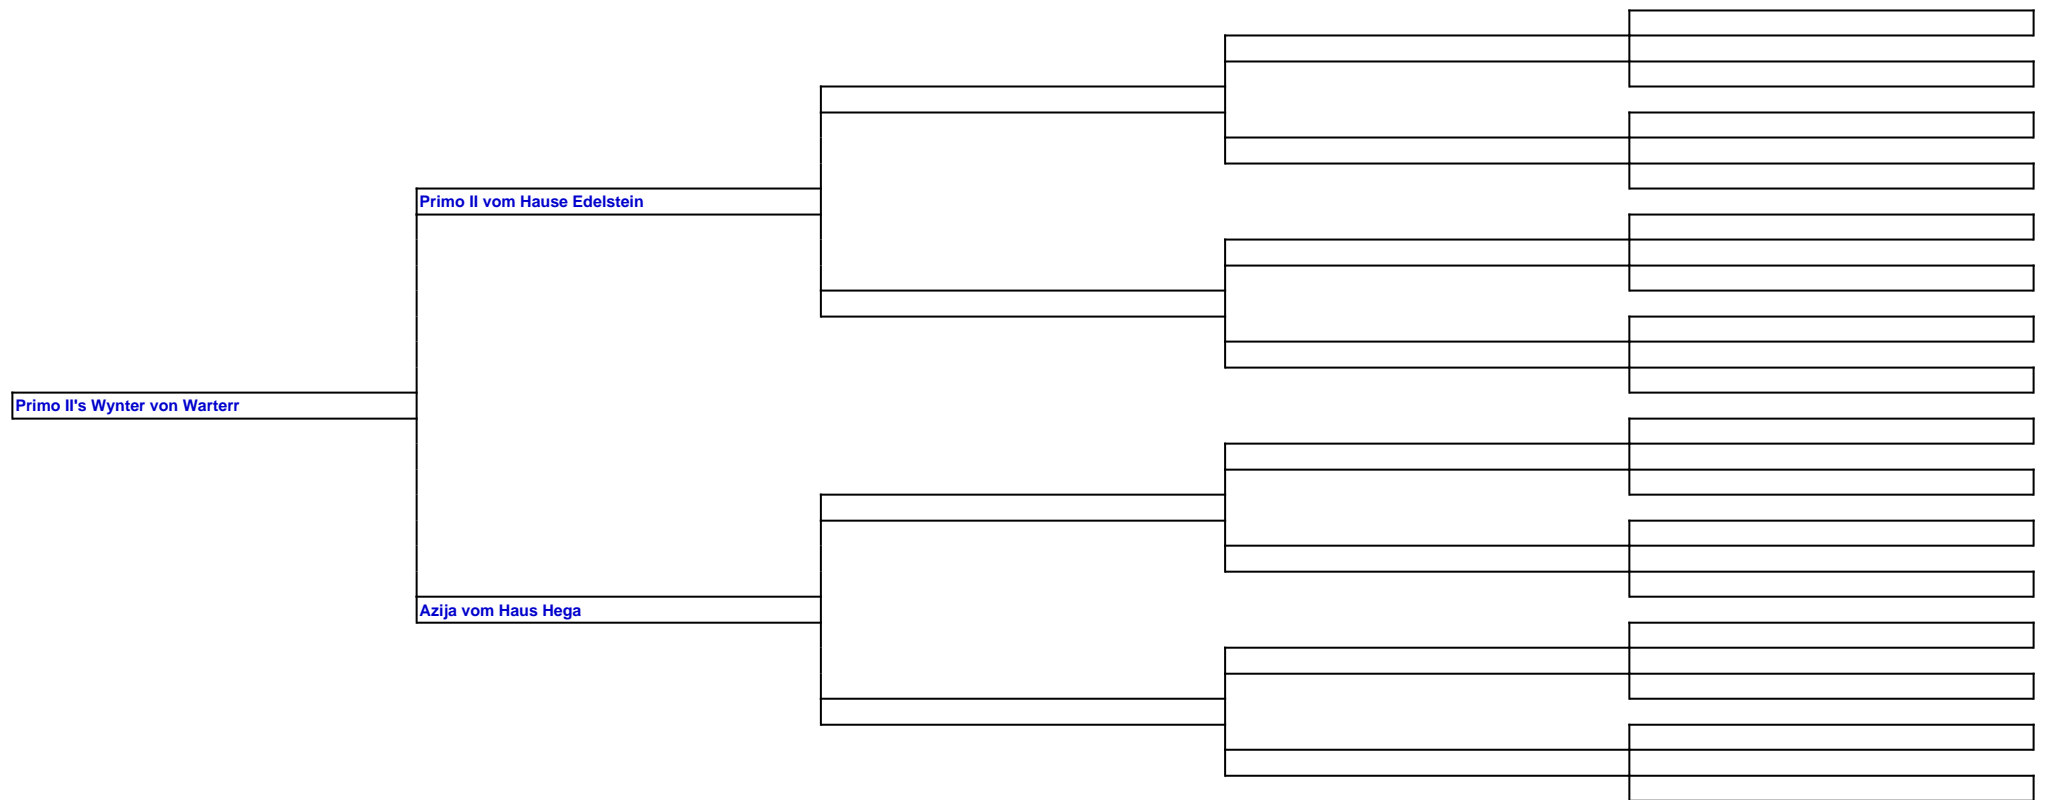 Primo II vom Hause Edelstein
Primo II's Wynter von Warterr
Azija vom Haus Hega